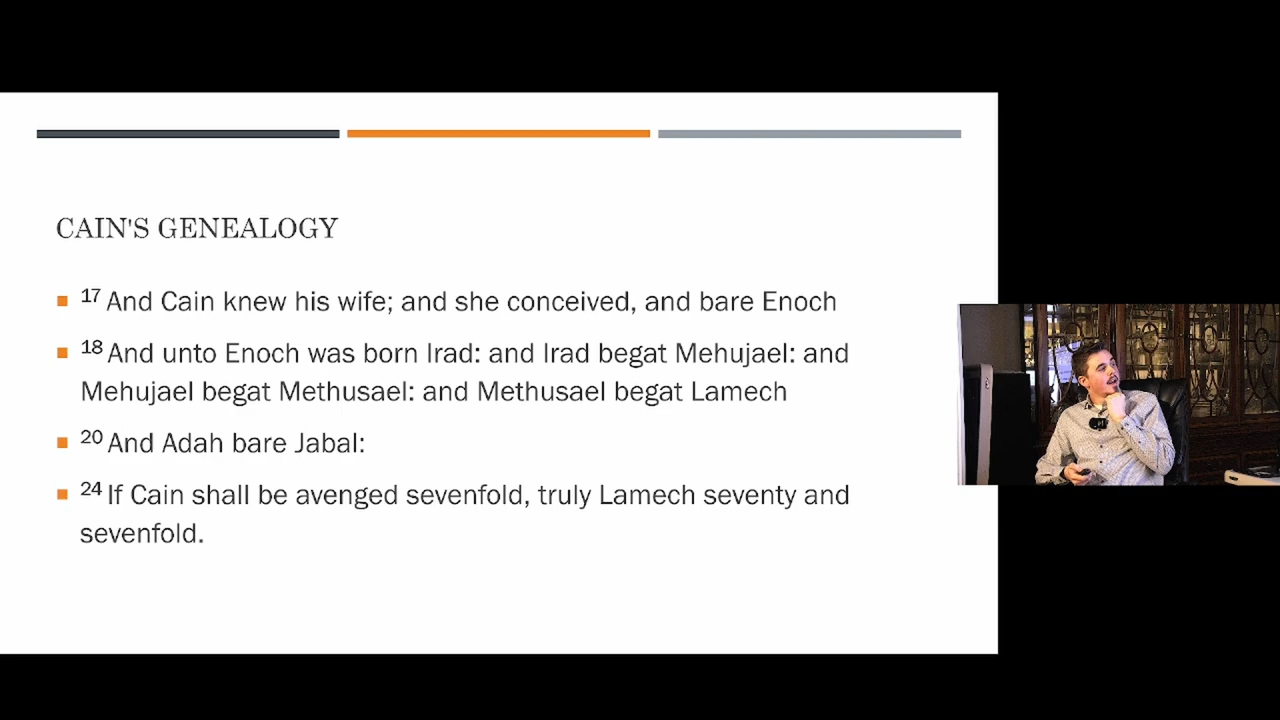 CAIN'S GENEALOGY
17 And Cain knew his wife; and she conceived, and bare Enoch
18 And unto Enoch was born Irad: and Irad begat Mehujael: and
Mehujael begat Methusael: and Methusael begat Lamech
20 And Adah bare Jabal:
24 If Cain shall be avenged sevenfold, truly Lamech seventy and
sevenfold.